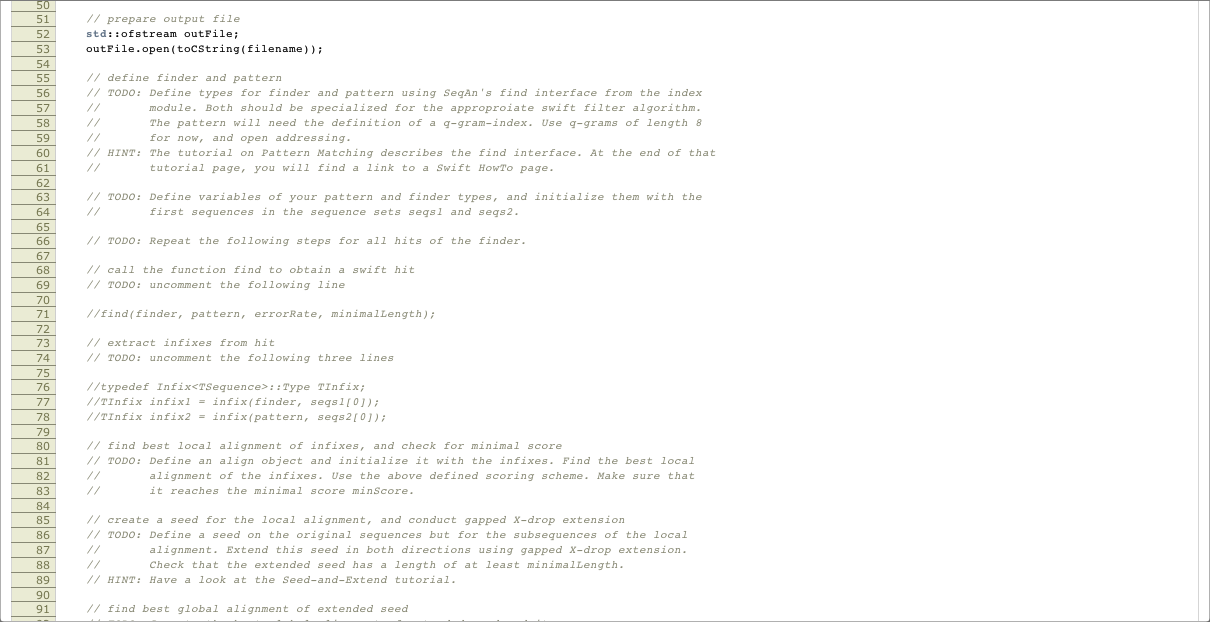 50
51 // prepare output file
52 std::ofstream outFile;
53 outFile.open(toCString(filename));
54
55 // define finder and pattern
56 // TODO: Define types for finder and pattern using SeqAn's find interface from the index
57 // module. Both should be specialized for the approproiate swift filter algorithm.
58 // The pattern will need the definition of a q-gram-index. Use q-grams of length 8
59 // for now, and open addressing.
60 // HINT: The tutorial on Pattern Matching describes the find interface. At the end of that
61 // tutorial page, you will find a link to a Swift HowTo page.
62
63 // TODO: Define variables of your pattern and finder types, and initialize them with the
64 // first sequences in the sequence sets seqs1 and seqs2.
65
66 // TODO: Repeat the following steps for all hits of the finder.
67
68 // call the function find to obtain a swift hit
69 // TODO: uncomment the following line
70
71 //find(finder, pattern, errorRate, minimalLength);
72
73 // extract infixes from hit
74 // TODO: uncomment the following three lines
75
76 //typedef Infix<TSequence>::Type TInfix;
77 //TInfix infix1 = infix(finder, seqs1[0]);
78 //TInfix infix2 = infix(pattern, seqs2[0]);
79
80 // find best local alignment of infixes, and check for minimal score
81 // TODO: Define an align object and initialize it with the infixes. Find the best local
82 // alignment of the infixes. Use the above defined scoring scheme. Make sure that
83 // it reaches the minimal score minScore.
84
85 // create a seed for the local alignment, and conduct gapped X-drop extension
86 // TODO: Define a seed on the original sequences but for the subsequences of the local
87 // alignment. Extend this seed in both directions using gapped X-drop extension.
88 // Check that the extended seed has a length of at least minimalLength.
89 // HINT: Have a look at the Seed-and-Extend tutorial.
90
91 // find best global alignment of extended seed